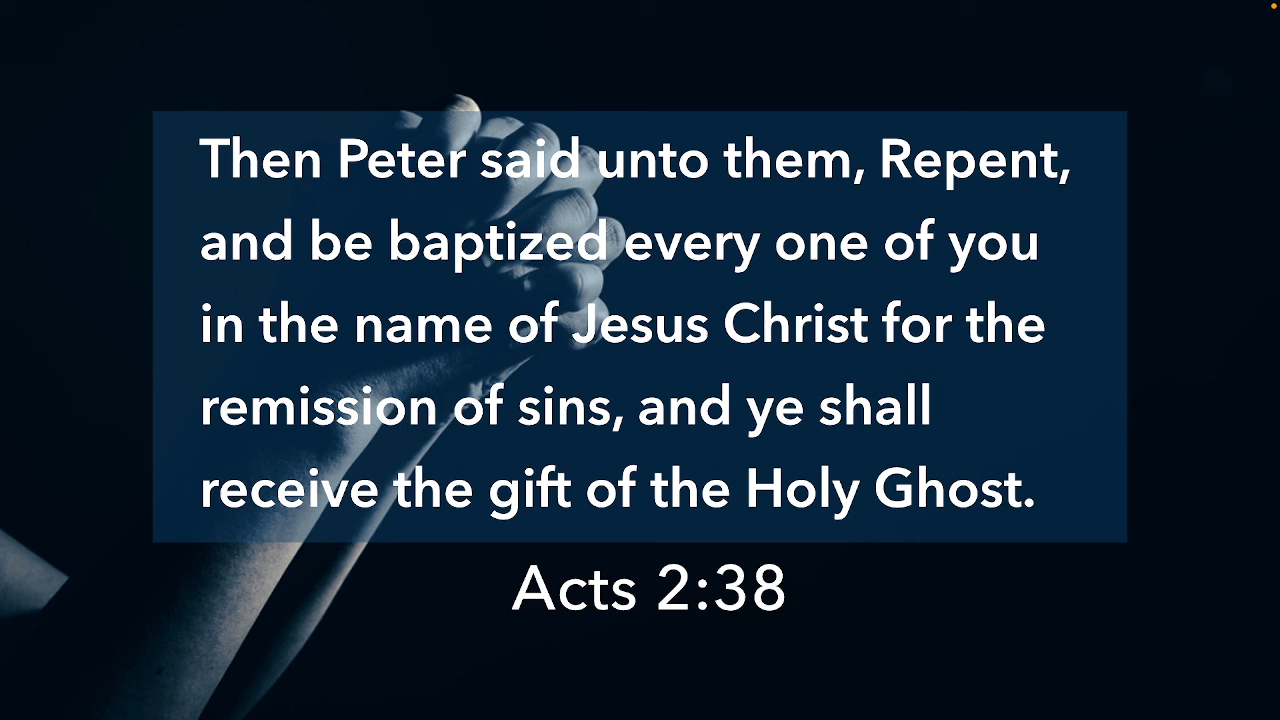 Then Peter said unto them, Repent,
and be baptized every one of you
in the name of Jesus Christ for the
remission of sins, and ye shall
receive the gift of the Holy Ghost.
Acts 2:38